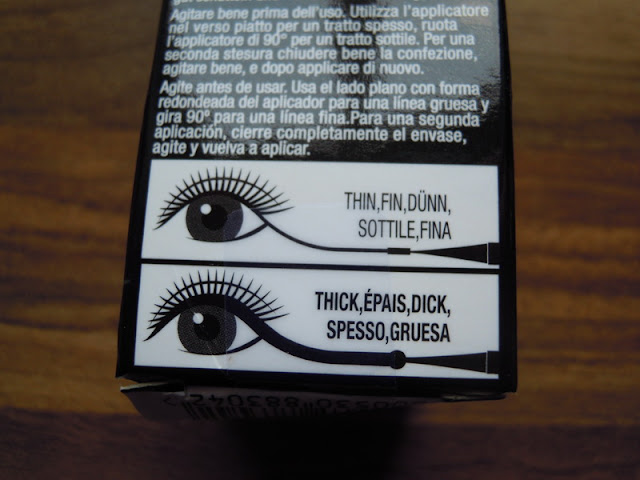 Agitare bene prima dell'uso. Utilizza l'applicatore
nel verso piatto per un tratto spesso, ruota
l'applicatore di 90° per un tratto sottile. Per una
seconda stesura chiudere bene la confezione,
agitare bene, e dopo applicare di nuovo.
Agite antes de usar. Usa el lado plano con forma
redondeada del aplicador para una línea gruesa y
gira 90° para una línea fina.Para una segunda
aplicación, cierre completamente el envase,
agite y vuelva a aplicar.
THIN,FIN,DÜNN,
SOTTILE,FINA
THICK,ÉPAIS,DICK,
SPESSO,GRUESA